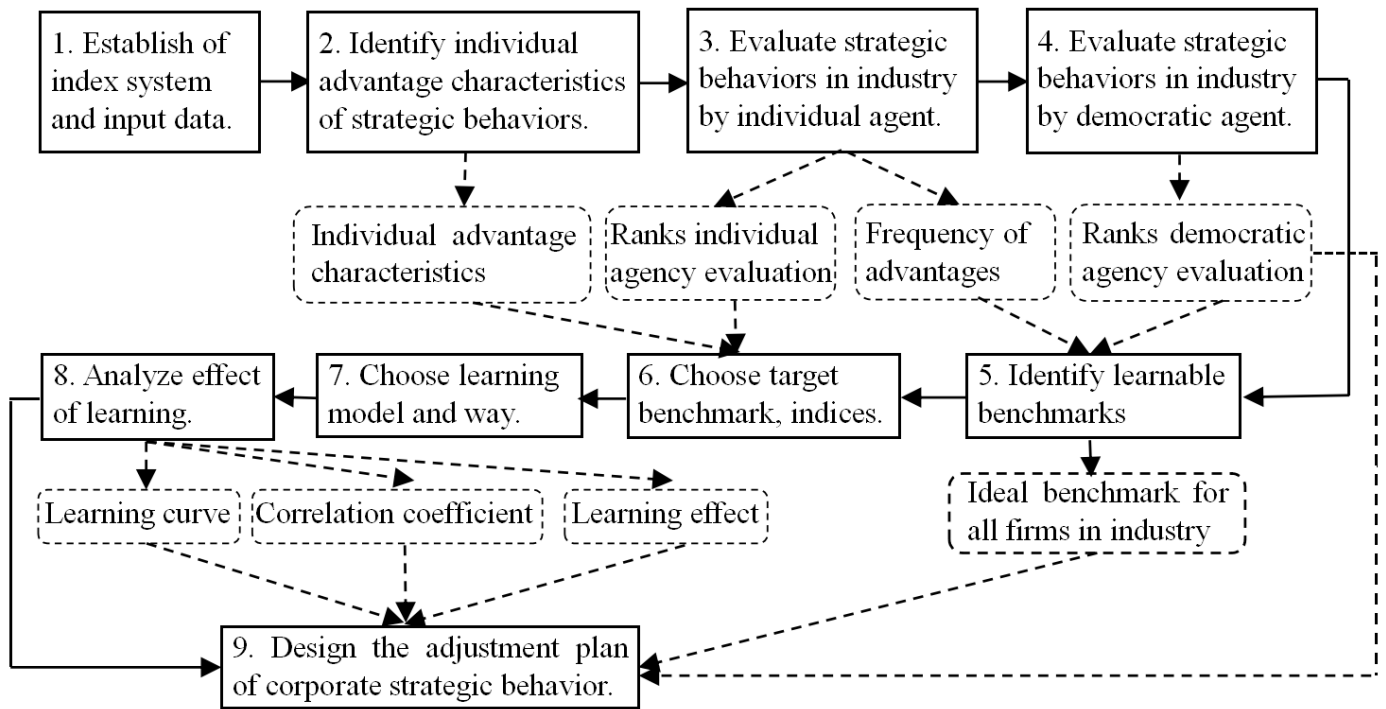 1. Establish of
index system
and input data.
2. Identify individual
advantage characteristics
of strategic behaviors.
3. Evaluate strategic
behaviors in industry
by individual agent.
4. Evaluate strategic
behaviors in industry
by democratic agent.
Individual advantage
characteristics
Ranks individual
agency evaluation
Frequency of
advantages
Ranks democratic
agency evaluation
8. Analyze effect
of learning.
7. Choose learning
model and way.
6. Choose target
benchmark, indices.
5. Identify learnable
benchmarks
Learning curve
Correlation coefficient
Learning effect
Ideal benchmark for
all firms in industry
9. Design the adjustment plan
of corporate strategic behavior.